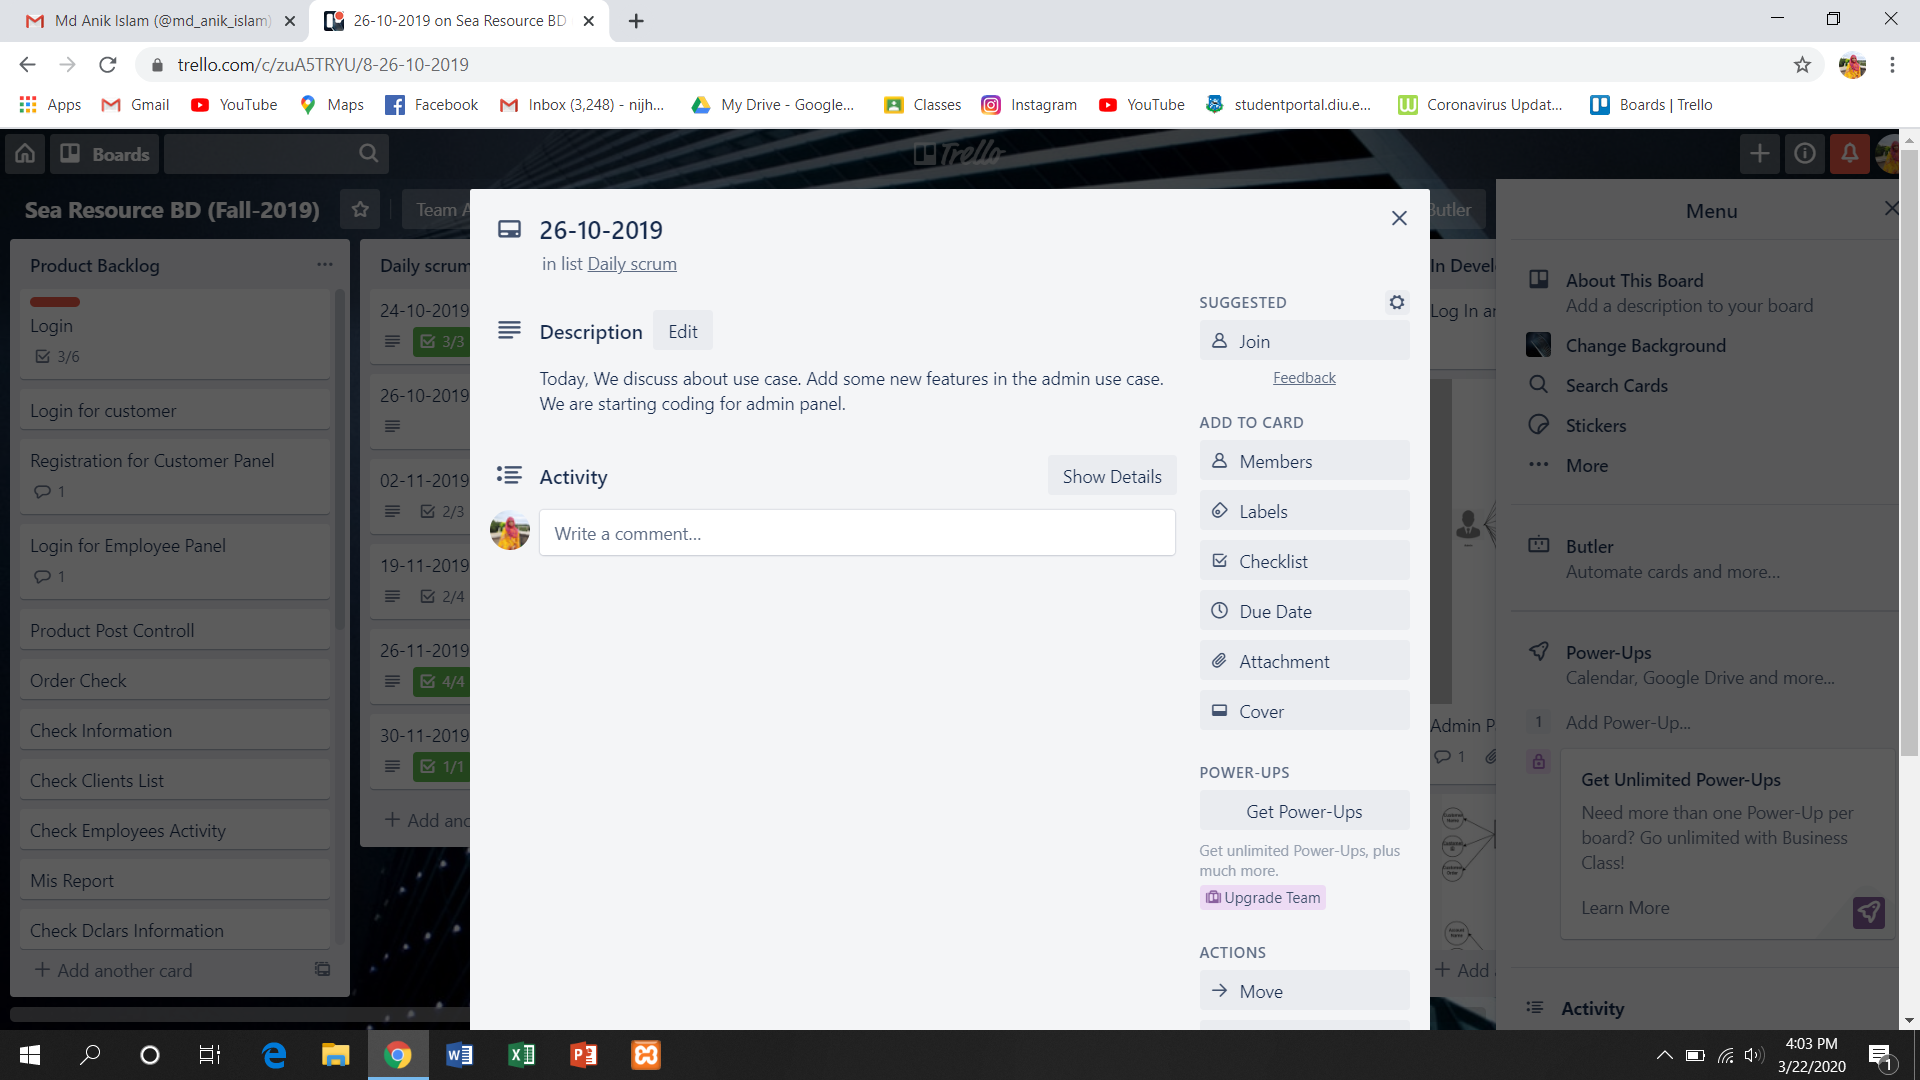 Md Anik Islam (@md_anik_islam)
26-10-2019 on Sea Resource BD
trello.com/c/zuA5TRYU/8-26-10-2019
Apps
Gmail
YouTube
Maps
Facebook
Inbox (3,248) - nijh...
My Drive - Google...
Classes
Instagram
YouTube
studentportal.diu.e...
Coronavirus Updat...
Boards | Trello
Boards
Trello
Sea Resource BD (Fall-2019)
Team A
Butler
Product Backlog
Login
3/6
Login for customer
Registration for Customer Panel
1
Login for Employee Panel
1
Product Post Controll
Order Check
Check Information
Check Clients List
Check Employees Activity
Mis Report
Check Dclars Information
+ Add another card
Daily scrum
24-10-2019
3/3
26-10-2019
02-11-2019
2/3
19-11-2019
2/4
26-11-2019
4/4
30-11-2019
1/1
+ Add an
26-10-2019
in list Daily scrum
Description
Edit
Today, We discuss about use case. Add some new features in the admin use case.
We are starting coding for admin panel.
Activity
Show Details
Write a comment...
SUGGESTED
Join
Feedback
ADD TO CARD
Members
Labels
Checklist
Due Date
Attachment
Cover
POWER-UPS
Get Power-Ups
Get unlimited Power-Ups, plus
much more.
Upgrade Team
ACTIONS
Move
In Devel
Log In a
Admin P
1
+ Add
Menu
About This Board
Add a description to your board
Change Background
Search Cards
Stickers
More
Butler
Automate cards and more...
Power-Ups
Calendar, Google Drive and more...
1
Add Power-Up...
Get Unlimited Power-Ups
Need more than one Power-Up per
board? Go unlimited with Business
Class!
Learn More
Activity
4:03 PM
3/22/2020
1